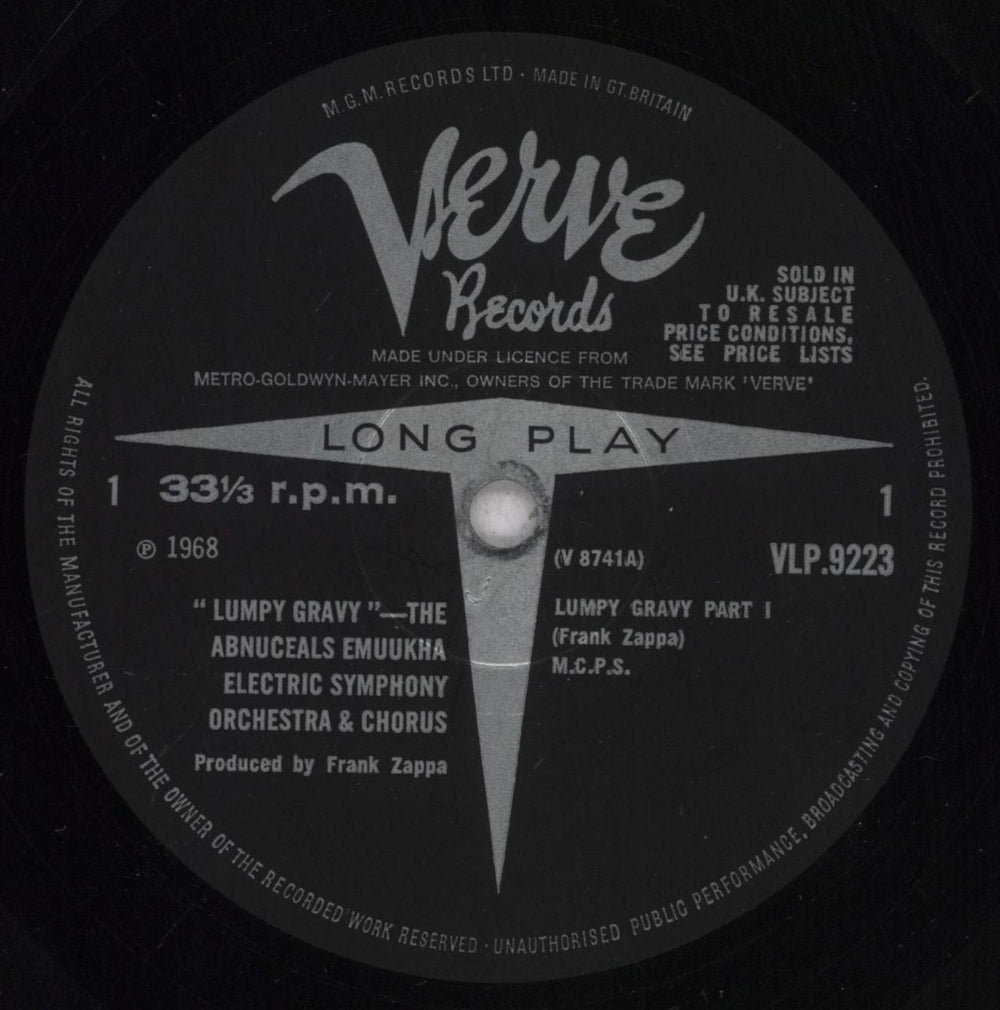 M.G.M. RECORDS LTD · MADE IN GT. BRITAIN
Verve
Records
SOLD IN
U.K. SUBJECT
TO RESALE
PRICE CONDITIONS,
SEE PRICE LISTS
MADE UNDER LICENCE FROM
METRO-GOLDWYN-MAYER INC., OWNERS OF THE TRADE MARK 'VERVE'
LONG PLAY
1 33⅓ r.p.m.
1
℗ 1968
(V 8741A)
VLP.9223
“ LUMPY GRAVY ”—THE
ABNUCEALS EMUUKHA
ELECTRIC SYMPHONY
ORCHESTRA & CHORUS
Produced by Frank Zappa
LUMPY GRAVY PART I
(Frank Zappa)
M.C.P.S.
ALL RIGHTS OF THE MANUFACTURER AND OF THE OWNER OF THE RECORDED WORK RESERVED · UNAUTHORISED PUBLIC PERFORMANCE, BROADCASTING AND COPYING OF THIS RECORD PROHIBITED.